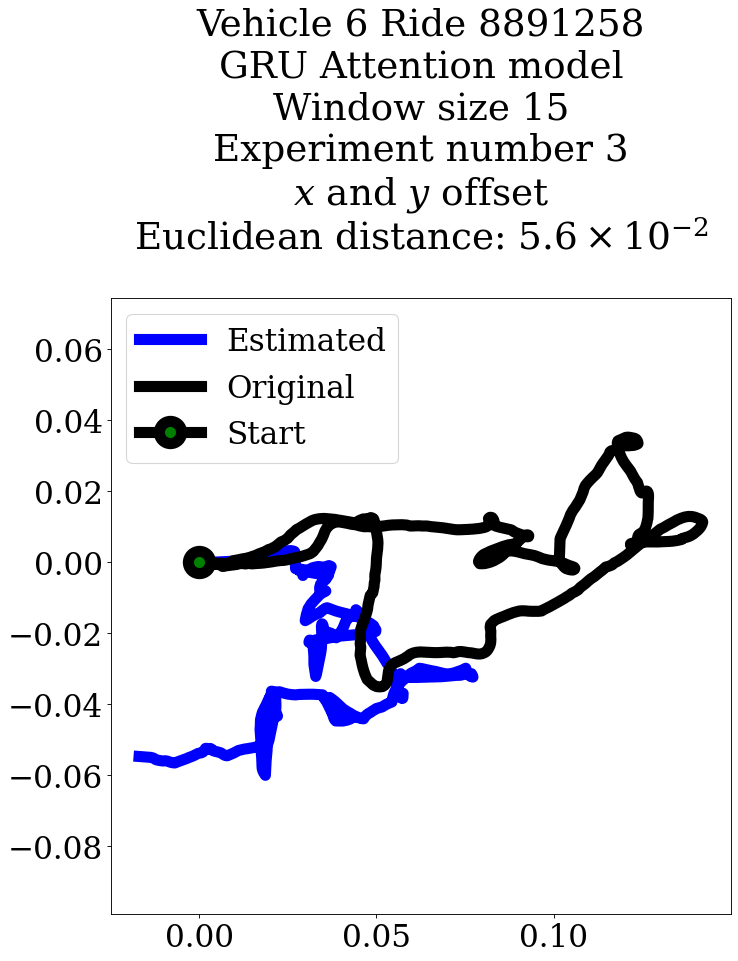 Vehicle 6 Ride 8891258
GRU Attention model
Window size 15
Experiment number 3
x and y offset
Euclidean distance: 5.6 × 10⁻²
Estimated
Original
Start
0.06
0.04
0.02
0.00
−0.02
−0.04
−0.06
−0.08
0.00 0.05 0.10